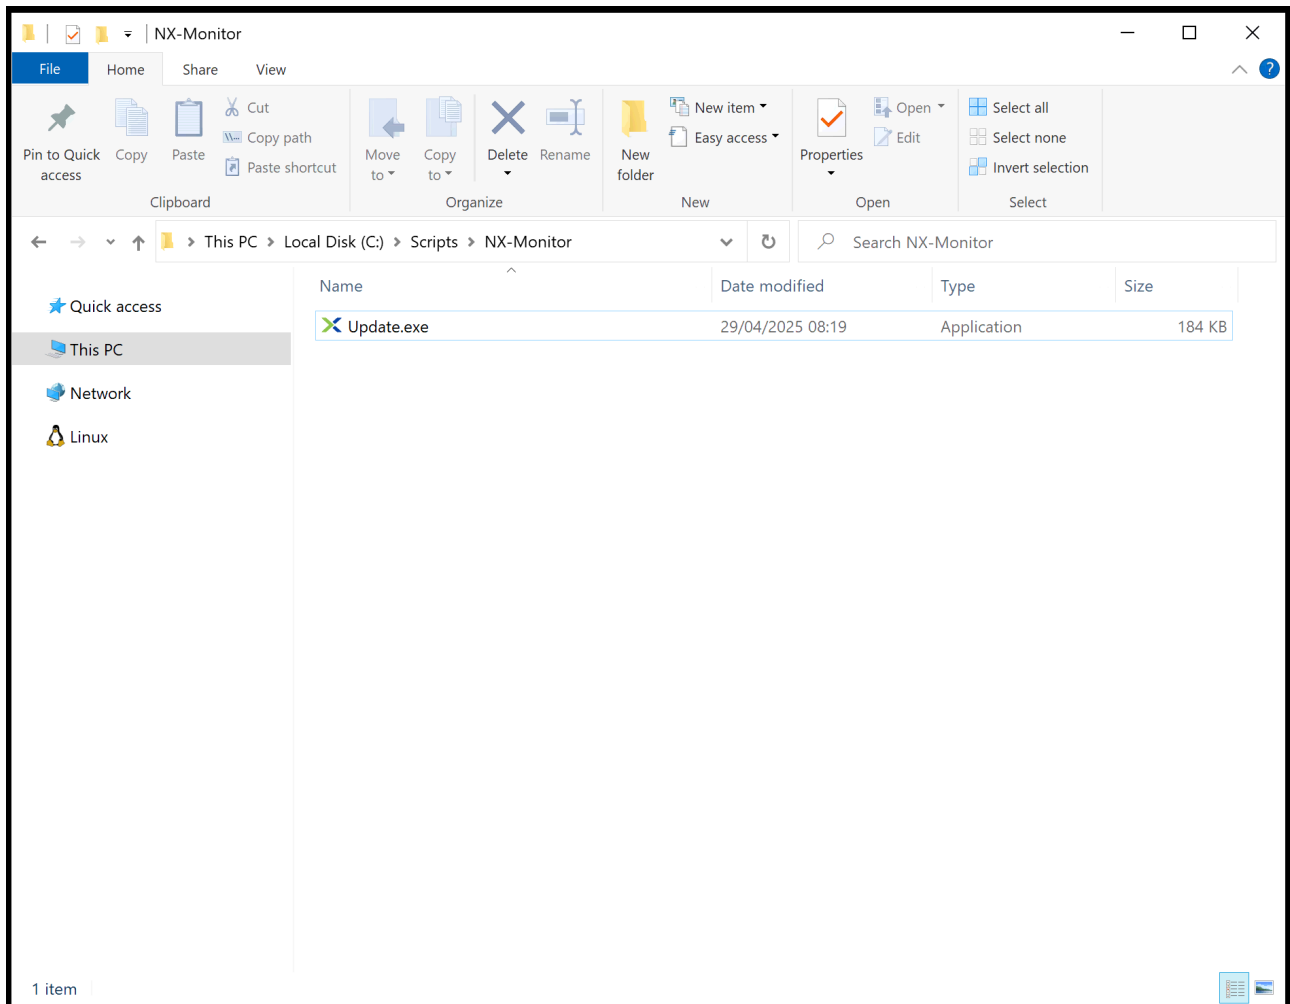 NX-Monitor
File Home Share View
?
Pin to Quick access
Copy
Paste
Cut
Copy path
Paste shortcut
Clipboard
Move to
Copy to
Delete
Rename
Organize
New folder
New item
Easy access
New
Properties
Open
Edit
Open
Select all
Select none
Invert selection
Select
This PC > Local Disk (C:) > Scripts > NX-Monitor
Search NX-Monitor
Quick access
This PC
Network
Linux
Name Date modified Type Size
Update.exe 29/04/2025 08:19 Application 184 KB
1 item